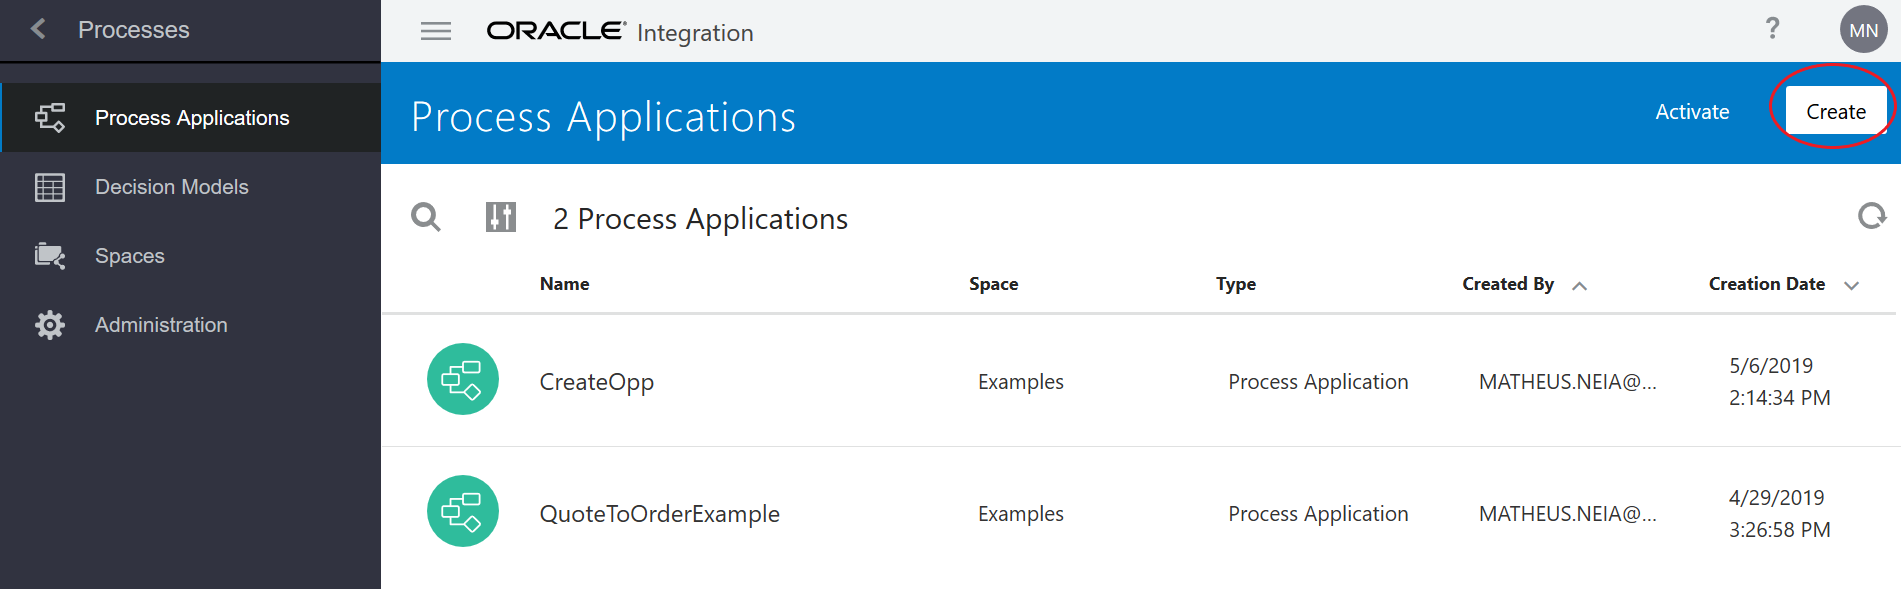 Processes
Process Applications
Decision Models
Spaces
Administration
ORACLE® Integration
?
MN
Process Applications
Activate
Create
2 Process Applications
Name Space Type Created By Creation Date
CreateOpp Examples Process Application MATHEUS.NEIA@... 5/6/2019
2:14:34 PM
QuoteToOrderExample Examples Process Application MATHEUS.NEIA@... 4/29/2019
3:26:58 PM